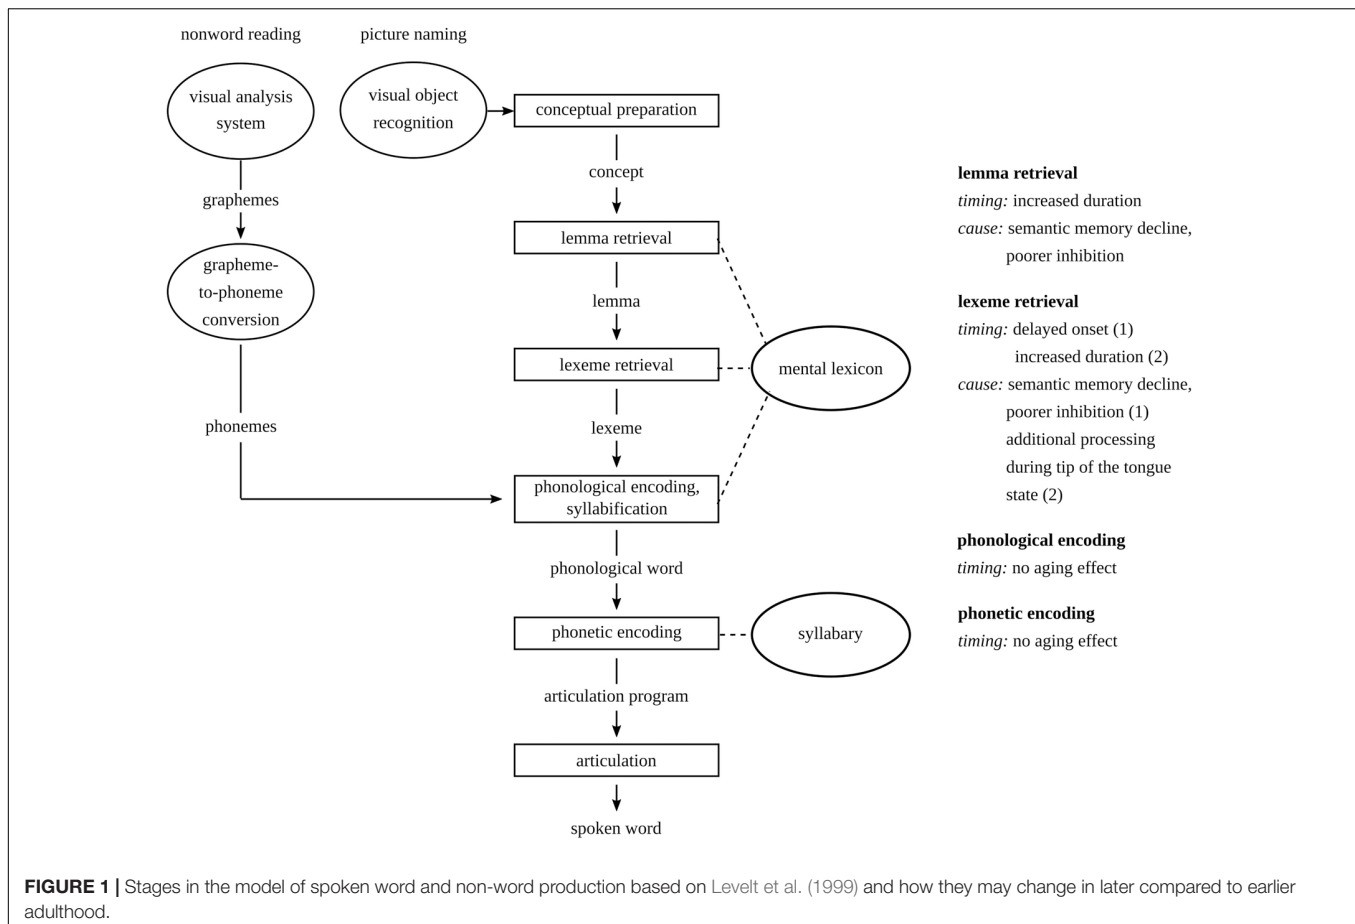 nonword reading
picture naming
visual analysis
system
visual object
recognition
conceptual preparation
concept
graphemes
lemma retrieval
grapheme-
to-phoneme
conversion
lemma
lexeme retrieval
mental lexicon
phonemes
lexeme
phonological encoding,
syllabification
phonological word
phonetic encoding
syllabary
articulation program
articulation
spoken word
lemma retrieval
timing: increased duration
cause: semantic memory decline,
poorer inhibition
lexeme retrieval
timing: delayed onset (1)
increased duration (2)
cause: semantic memory decline,
poorer inhibition (1)
additional processing
during tip of the tongue
state (2)
phonological encoding
timing: no aging effect
phonetic encoding
timing: no aging effect
FIGURE 1 | Stages in the model of spoken word and non-word production based on Levelt et al. (1999) and how they may change in later compared to earlier
adulthood.